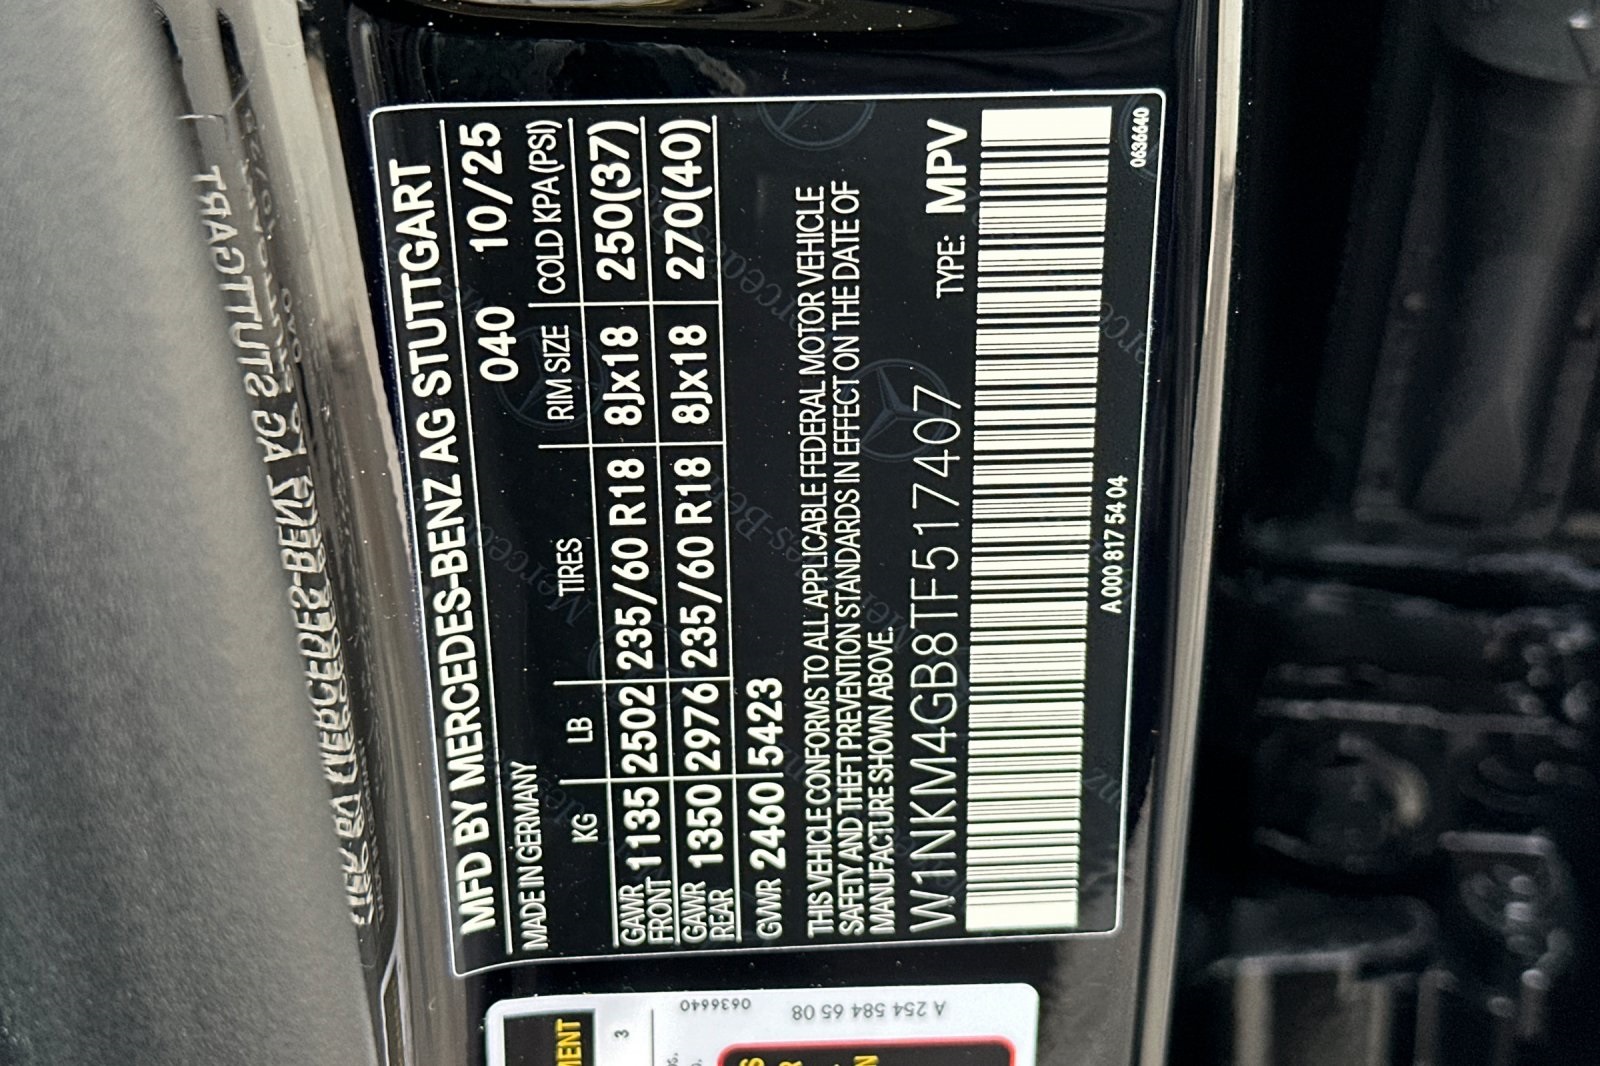 MFD BY MERCEDES-BENZ AG STUTTGART
MADE IN GERMANY 040 10/25
KG LB TIRES RIM SIZE COLD KPA(PSI)
GAWR FRONT 1135 2502 235/60 R18 8Jx18 250(37)
GAWR REAR 1350 2976 235/60 R18 8Jx18 270(40)
GVWR 2460 5423
THIS VEHICLE CONFORMS TO ALL APPLICABLE FEDERAL MOTOR VEHICLE
SAFETY AND THEFT PREVENTION STANDARDS IN EFFECT ON THE DATE OF
MANUFACTURE SHOWN ABOVE.
W1NKM4GB8TF517407 TYPE: MPV
A 000 817 54 04
0636640
A 254 584 65 08
0636640
3